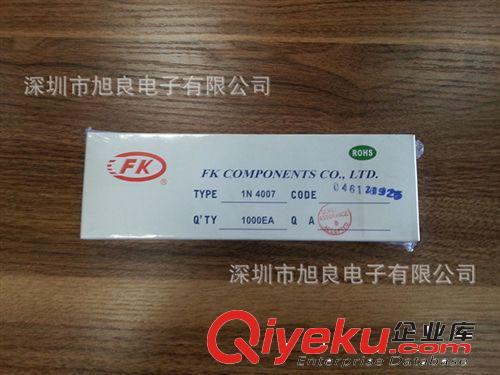 深圳市旭良电子有限公司
FK
®
ROHS
FK COMPONENTS CO., LTD.
TYPE 1N 4007 CODE
Q'TY 1000EA Q A
深圳市旭良电子有限公司
Qiyeku.com 企业库
Enterprise Database